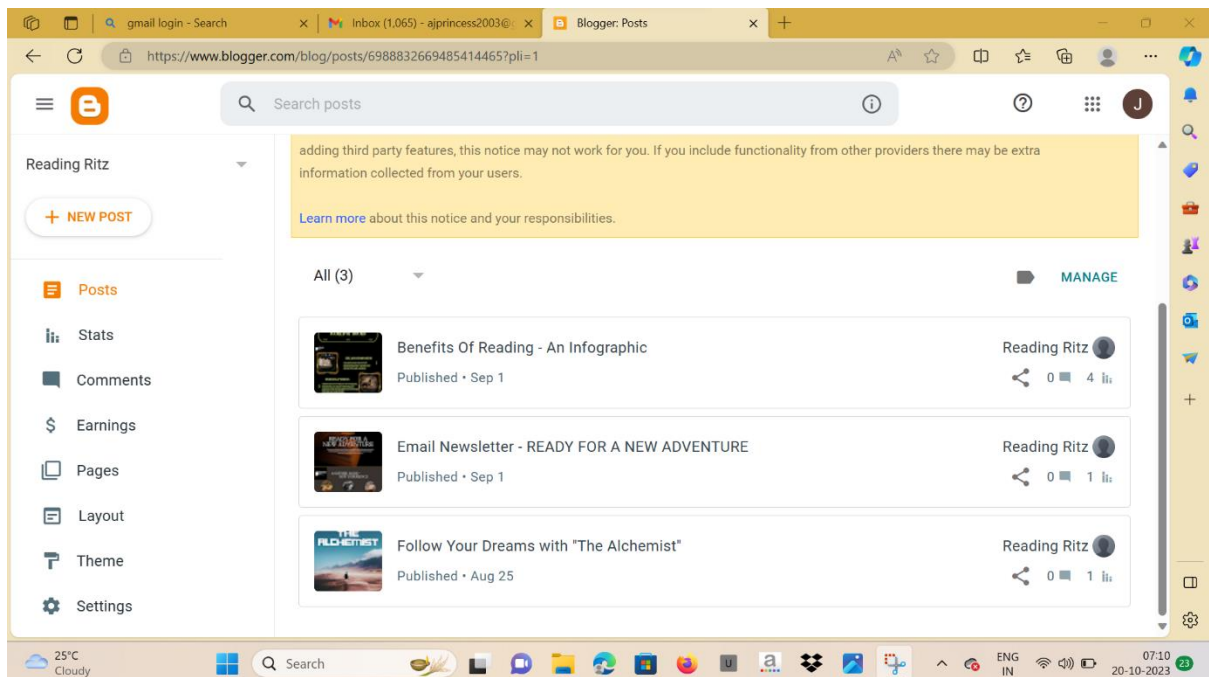 gmail login - Search
Inbox (1,065) - ajprincess2003@
Blogger: Posts
https://www.blogger.com/blog/posts/6988832669485414465?pli=1
Search posts
J
Reading Ritz
NEW POST
Posts
Stats
Comments
Earnings
Pages
Layout
Theme
Settings
adding third party features, this notice may not work for you. If you include functionality from other providers there may be extra
information collected from your users.
Learn more about this notice and your responsibilities.
All (3)
MANAGE
Benefits Of Reading - An Infographic
Reading Ritz
Published • Sep 1
0 4
READY FOR A
NEW ADVENTURE
Email Newsletter - READY FOR A NEW ADVENTURE
Reading Ritz
Published • Sep 1
0 1
THE
ALCHEMIST
Follow Your Dreams with "The Alchemist"
Reading Ritz
Published • Aug 25
0 1
25°C
Cloudy
Search
ENG
IN
07:10
20-10-2023
23